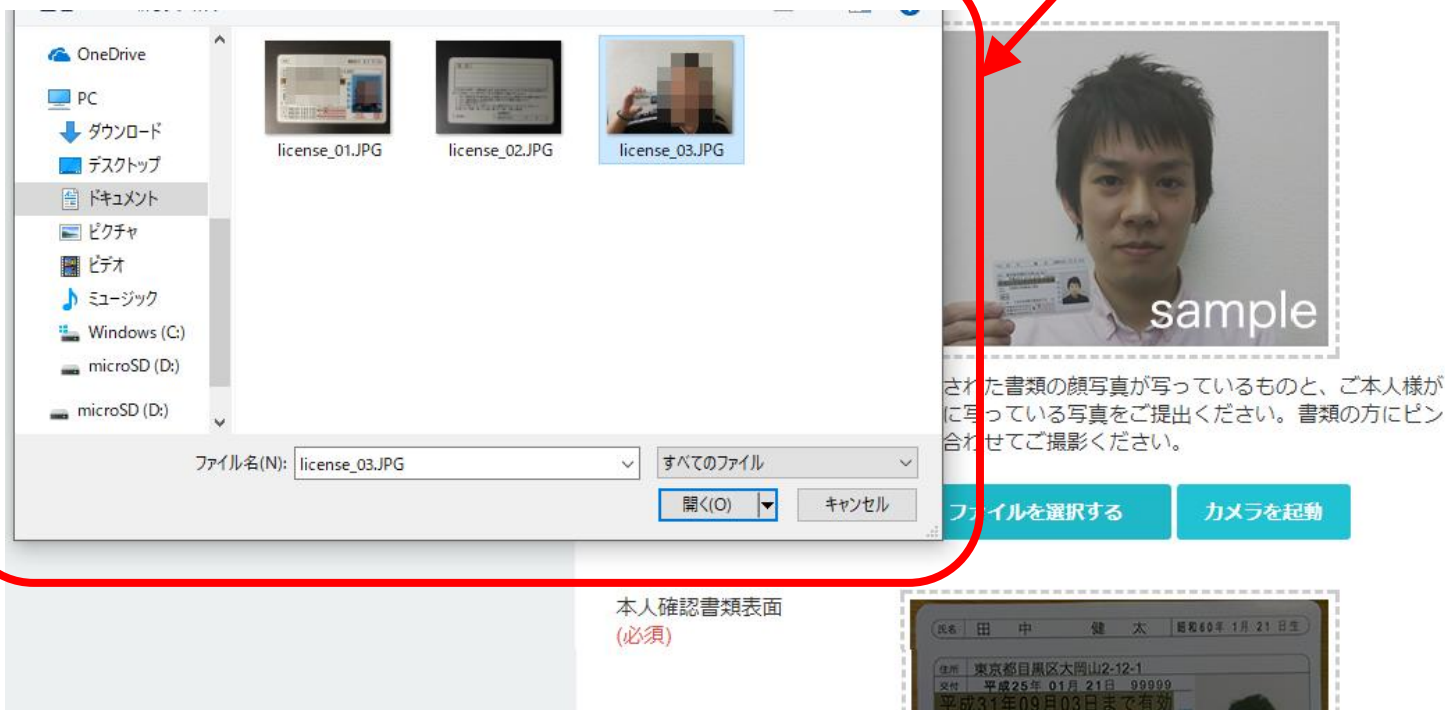 OneDrive
PC
ダウンロード
デスクトップ
ドキュメント
ピクチャ
ビデオ
ミュージック
Windows (C:)
microSD (D:)
microSD (D:)
license_01.JPG
license_02.JPG
license_03.JPG
ファイル名(N):
license_03.JPG
すべてのファイル
開く(O)
キャンセル
sample
された書類の顔写真が写っているものと、ご本人様が
に写っている写真をご提出ください。書類の方にピン
合わせてご撮影ください。
ファイルを選択する
カメラを起動
本人確認書類表面
(必須)
氏名 田中 健太 昭和60年 1月 21日生
住所 東京都目黒区大岡山2-12-1
交付 平成25年 01月 21日 99999
平成31年09月03日まで有効